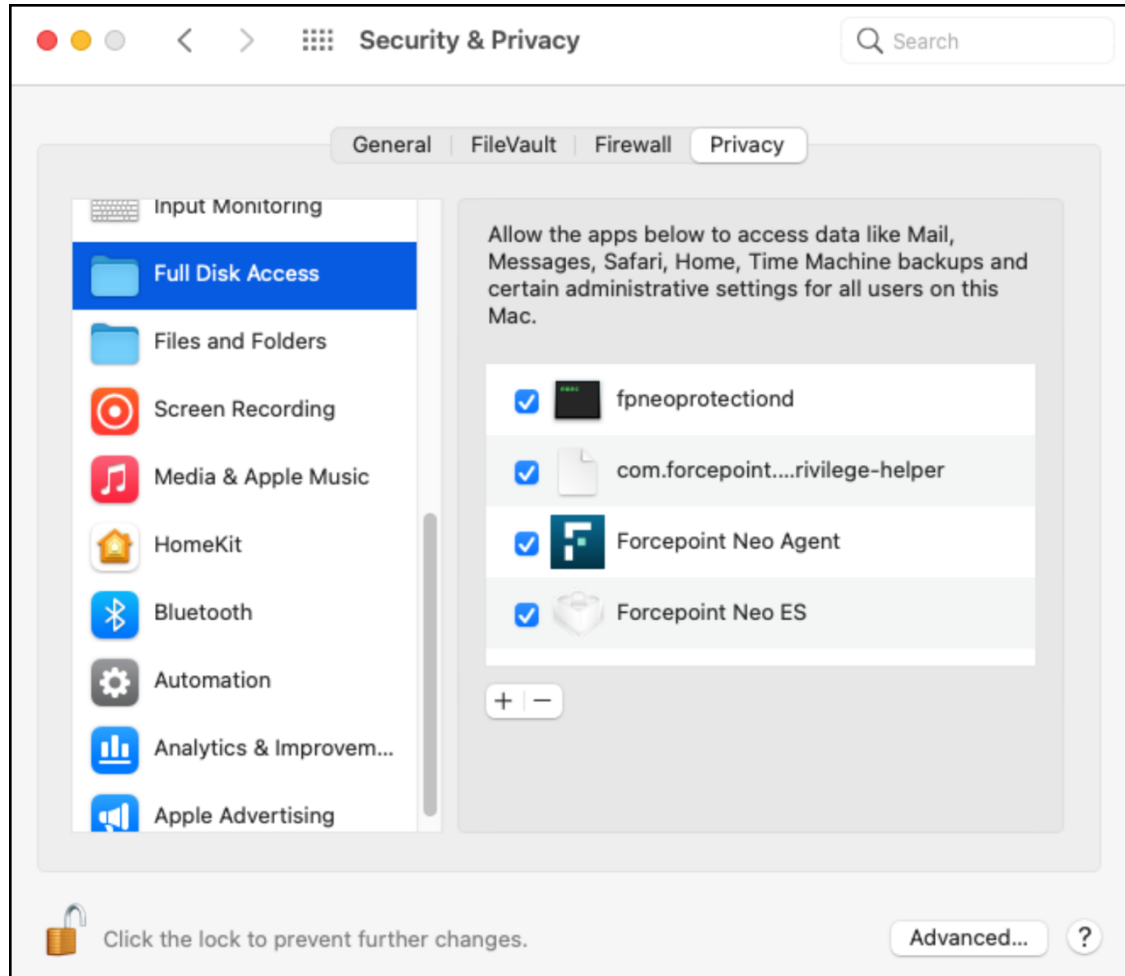 Security & Privacy
Search
General
FileVault
Firewall
Privacy
Input Monitoring
Full Disk Access
Files and Folders
Screen Recording
Media & Apple Music
HomeKit
Bluetooth
Automation
Analytics & Improvem...
Apple Advertising
Allow the apps below to access data like Mail,
Messages, Safari, Home, Time Machine backups and
certain administrative settings for all users on this
Mac.
fpneoprotectiond
com.forcepoint....rivilege-helper
Forcepoint Neo Agent
Forcepoint Neo ES
+ −
Click the lock to prevent further changes.
Advanced...
?